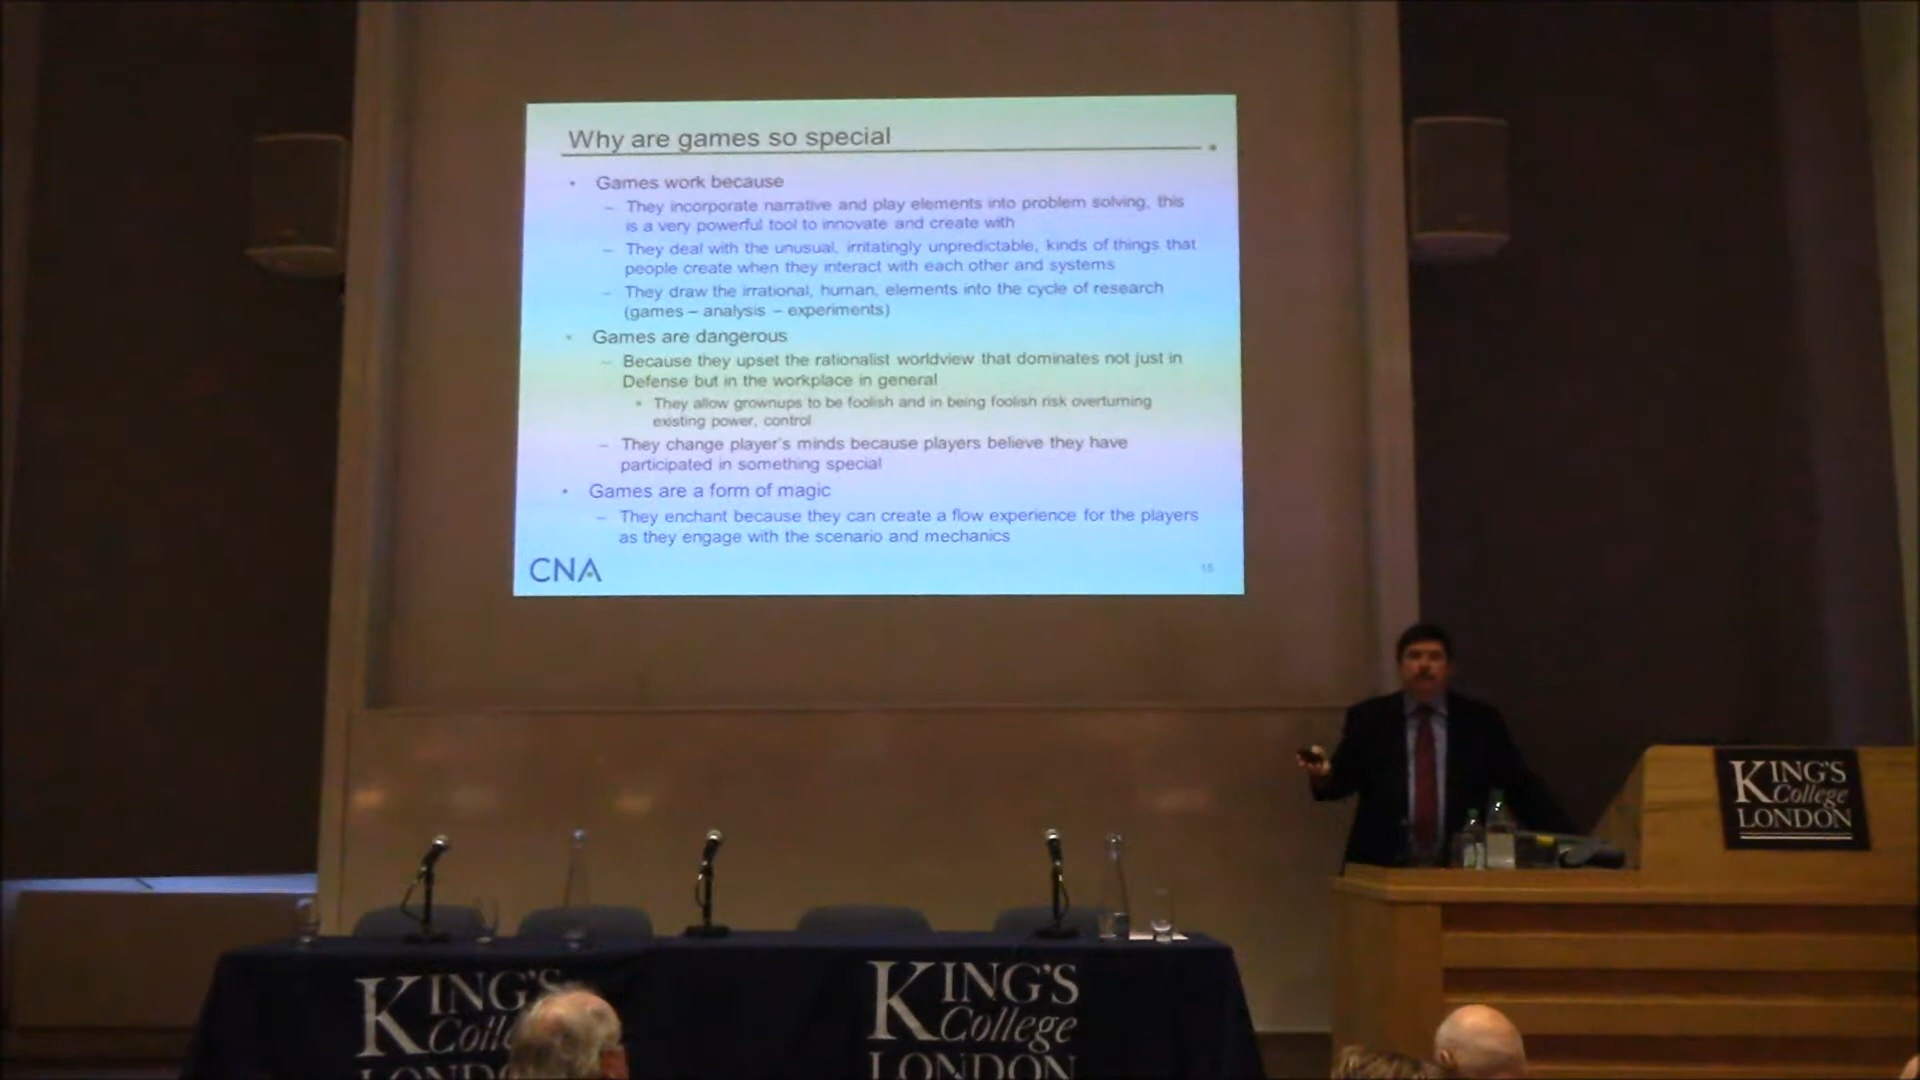 Why are games so special
• Games work because
– They incorporate narrative and play elements into problem solving, this
is a very powerful tool to innovate and create with
– They deal with the unusual, irritatingly unpredictable, kinds of things that
people create when they interact with each other and systems
– They draw the irrational, human, elements into the cycle of research
(games – analysis – experiments)
• Games are dangerous
– Because they upset the rationalist worldview that dominates not just in
Defense but in the workplace in general
• They allow grownups to be foolish and in being foolish risk overturning
existing power, control
– They change player's minds because players believe they have
participated in something special
• Games are a form of magic
– They enchant because they can create a flow experience for the players
as they engage with the scenario and mechanics
CNA
15
KING'S
College
LONDON
KING'S
Colle
LONDON
KING'S
College
LONDON